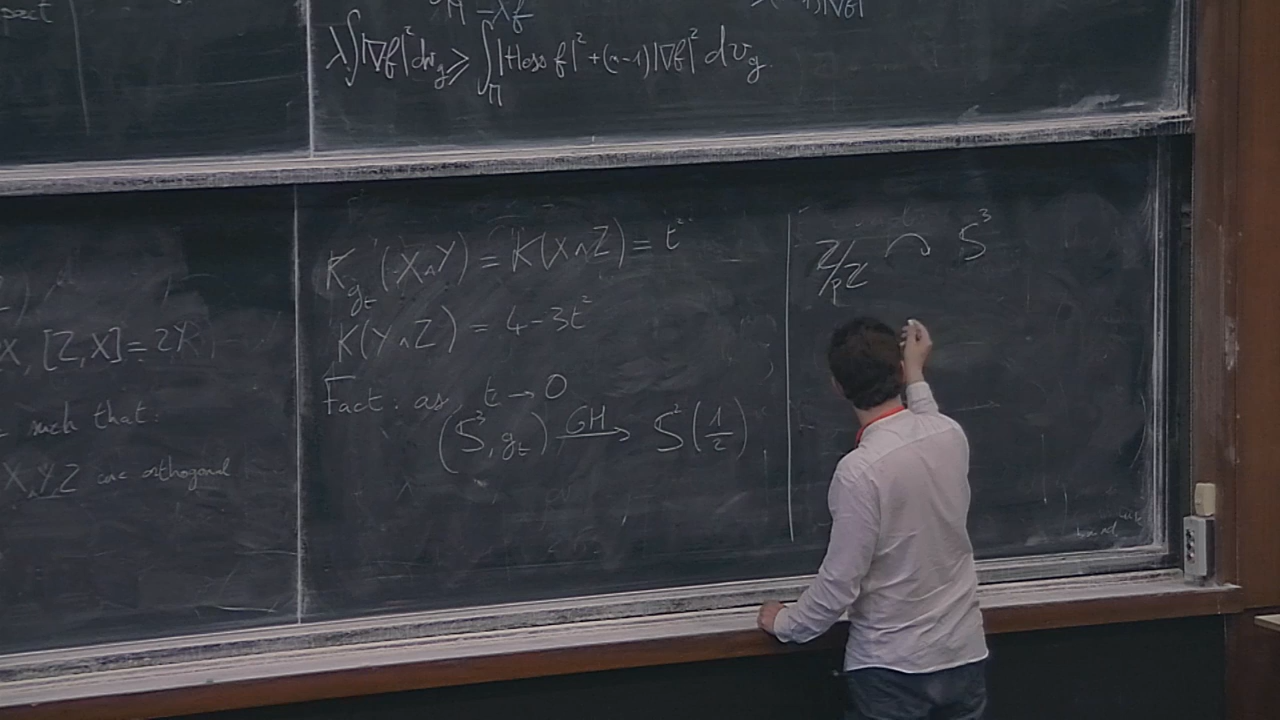 λ∫|∇f|²dv_g ⩾ ∫_M |Hess f|² + (n-1)|∇f|² dv_g
X, [Z,X] = 2Y
such that:
X, Y, Z are orthogonal
K_{g_t}(X∧Y) = K(X∧Z) = t²
K(Y∧Z) = 4-3t²
Fact: as t → 0
(S³, g_t) —GH→ S²(1/2)
Z/pZ ↷ S³